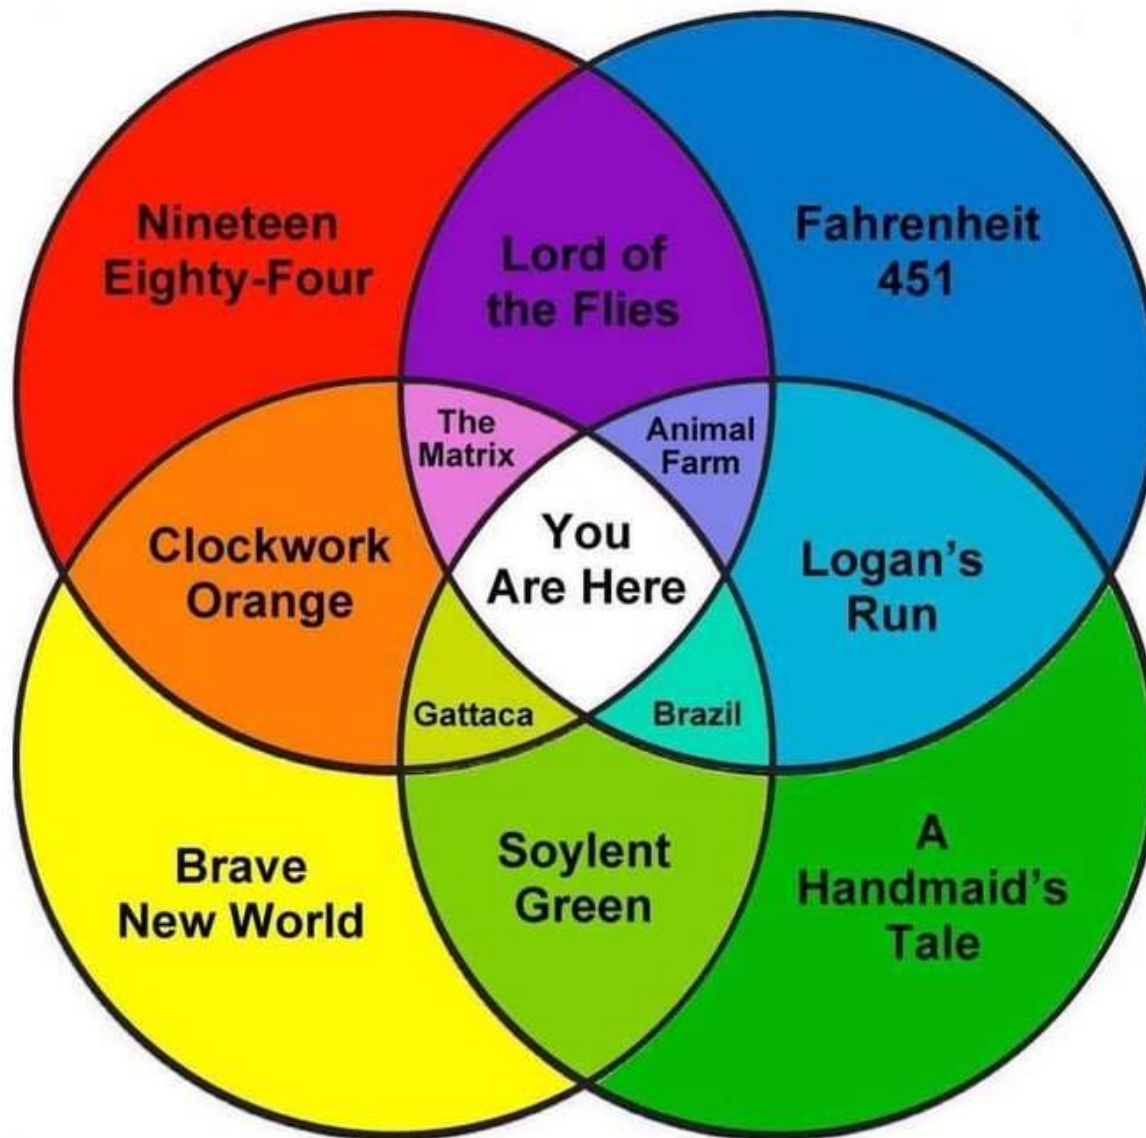 Nineteen
Eighty-Four
Lord of
the Flies
Fahrenheit
451
The
Matrix
Animal
Farm
Clockwork
Orange
You
Are Here
Logan's
Run
Gattaca
Brazil
Brave
New World
Soylent
Green
A
Handmaid's
Tale